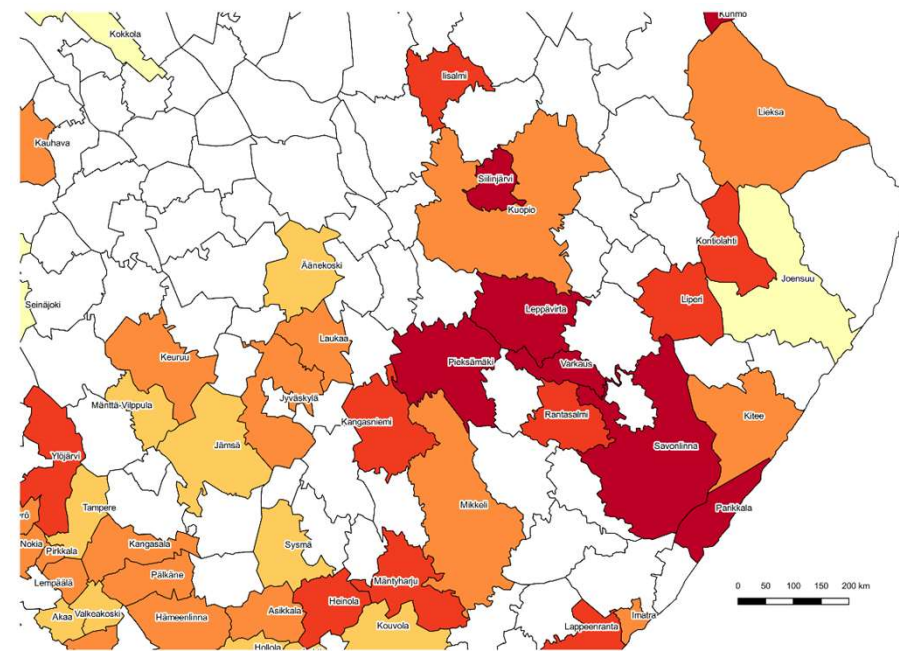 Kuhmo
Kokkola
Iisalmi
Lieksa
Kauhava
Siilinjärvi
Kuopio
Kontiolahti
Äänekoski
Joensuu
Seinäjoki
Liperi
Leppävirta
Laukaa
Keuruu
Pieksämäki
Varkaus
Jyväskylä
Mänttä-Vilppula
Kitee
Rantasalmi
Kangasniemi
Jämsä
Savonlinna
Ylöjärvi
Tampere
Mikkeli
Parikkala
yrö
Nokia
Kangasala
Sysmä
Pirkkala
Pälkäne
Lempäälä
Mäntyharju
0 50 100 150 200 km
Heinola
Akaa
Valkeakoski
Hämeenlinna
Asikkala
Imatra
Kouvola
Lappeenranta
Hollola